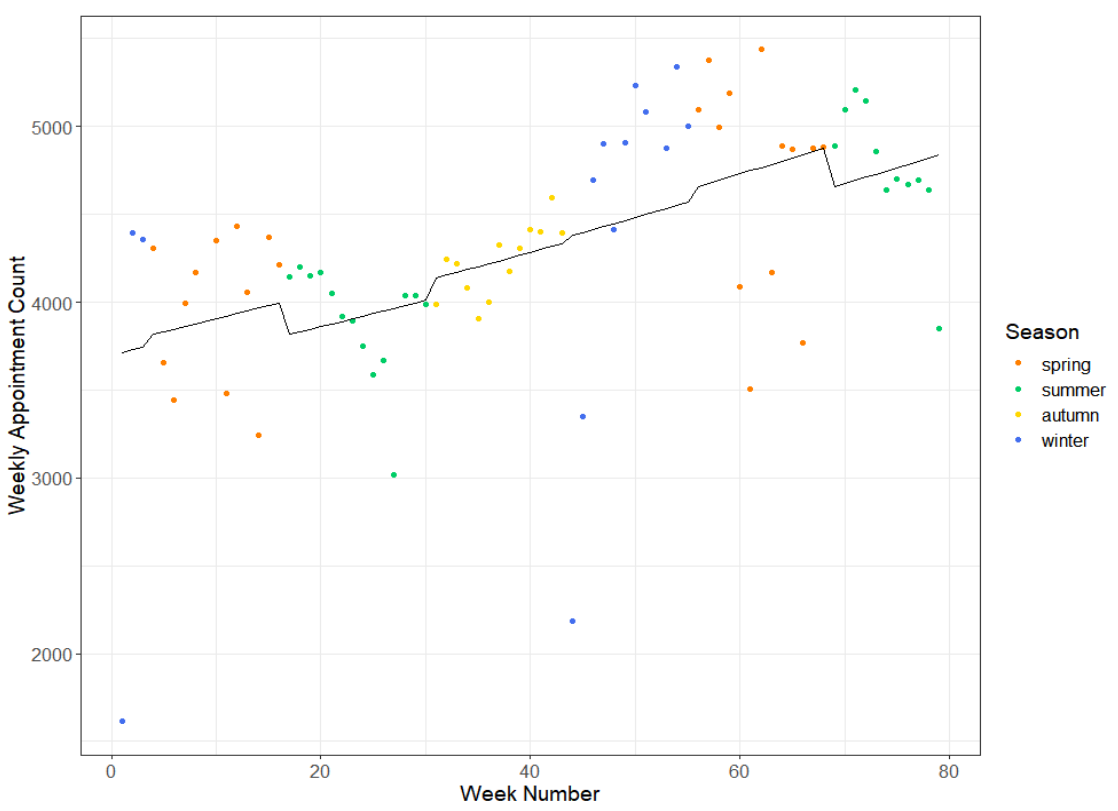 5000
4000
3000
2000
Weekly Appointment Count
0 20 40 60 80
Week Number
Season
spring
summer
autumn
winter